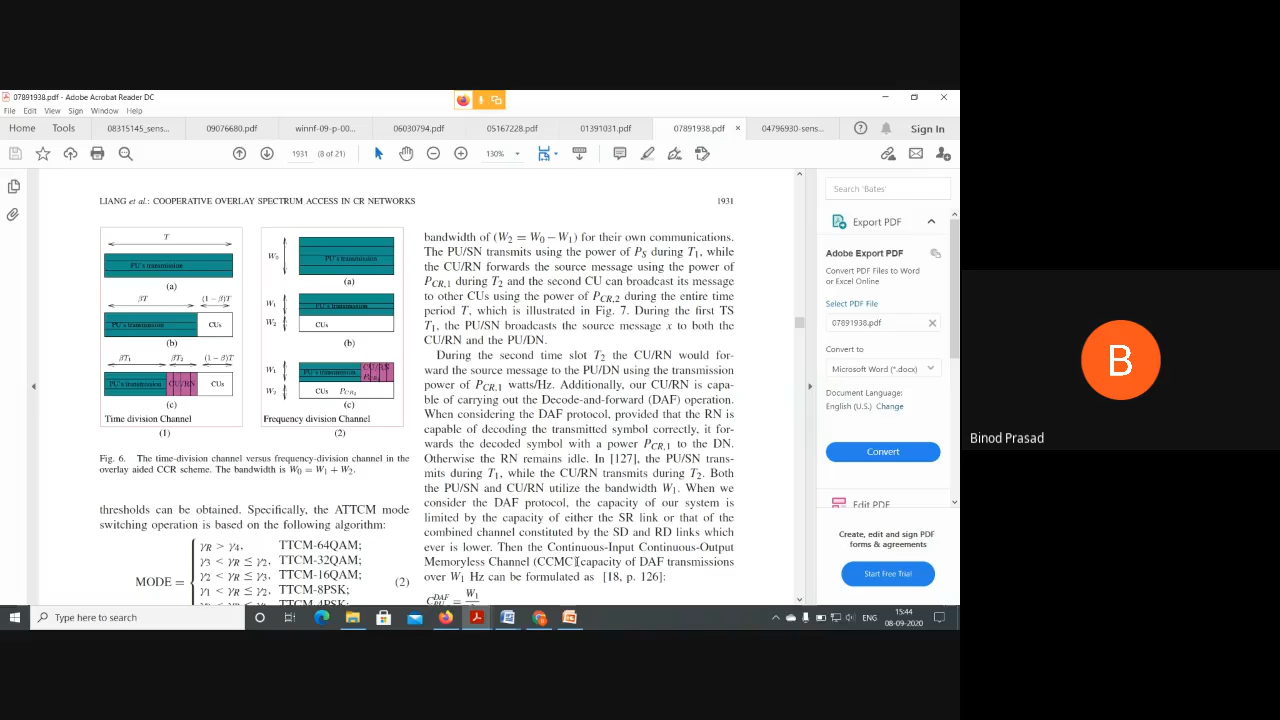 07891938.pdf - Adobe Acrobat Reader DC
File Edit View Sign Window Help
Home Tools 08315145_sens... 09076680.pdf winnf-09-p-00... 06030794.pdf 05167228.pdf 01391031.pdf 07891938.pdf × 04796930-sens... Sign In
1931 (8 of 21) 130%
LIANG et al.: COOPERATIVE OVERLAY SPECTRUM ACCESS IN CR NETWORKS 1931
T
PU's transmission
(a)
βT (1−β)T
PU's transmission CUs
(b)
βT₁ βT₂ (1−β)T
PU's transmission CU/RN CUs
(c)
Time division Channel
(1)
W₀
PU's transmission
(a)
W₁ PU's transmission
W₂ CUs
(b)
W₁ PU's transmission CU/RN
W₂ CUs P_CR₂
(c)
Frequency division Channel
(2)
Fig. 6. The time-division channel versus frequency-division channel in the
overlay aided CCR scheme. The bandwidth is W₀ = W₁ + W₂.
thresholds can be obtained. Specifically, the ATTCM mode
switching operation is based on the following algorithm:
γR > γ₄, TTCM-64QAM;
γ₃ < γR ≤ γ₂, TTCM-32QAM;
MODE = γ₂ < γR ≤ γ₃, TTCM-16QAM; (2)
γ₁ < γR ≤ γ₂, TTCM-8PSK;
TTCM-4PSK;
bandwidth of (W₂ = W₀ − W₁) for their own communications.
The PU/SN transmits using the power of P_S during T₁, while
the CU/RN forwards the source message using the power of
P_CR,1 during T₂ and the second CU can broadcast its message
to other CUs using the power of P_CR,2 during the entire time
period T, which is illustrated in Fig. 7. During the first TS
T₁, the PU/SN broadcasts the source message x to both the
CU/RN and the PU/DN.
During the second time slot T₂ the CU/RN would for-
ward the source message to the PU/DN using the transmission
power of P_CR,1 watts/Hz. Additionally, our CU/RN is capa-
ble of carrying out the Decode-and-forward (DAF) operation.
When considering the DAF protocol, provided that the RN is
capable of decoding the transmitted symbol correctly, it for-
wards the decoded symbol with a power P_CR,1 to the DN.
Otherwise the RN remains idle. In [127], the PU/SN trans-
mits during T₁, while the CU/RN transmits during T₂. Both
the PU/SN and CU/RN utilize the bandwidth W₁. When we
consider the DAF protocol, the capacity of our system is
limited by the capacity of either the SR link or that of the
combined channel constituted by the SD and RD links which
ever is lower. Then the Continuous-Input Continuous-Output
Memoryless Channel (CCMC) capacity of DAF transmissions
over W₁ Hz can be formulated as [18, p. 126]:
W₁
Search 'Bates'
Export PDF
Adobe Export PDF
Convert PDF Files to Word
or Excel Online
Select PDF File
07891938.pdf
Convert to
Microsoft Word (*.docx)
Document Language:
English (U.S.) Change
Convert
Edit PDF
Create, edit and sign PDF
forms & agreements
Start Free Trial
B
Binod Prasad
Type here to search
ENG
15:44
08-09-2020